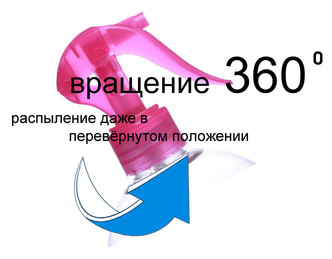 вращение 360⁰
распыление даже в
перевёрнутом положении